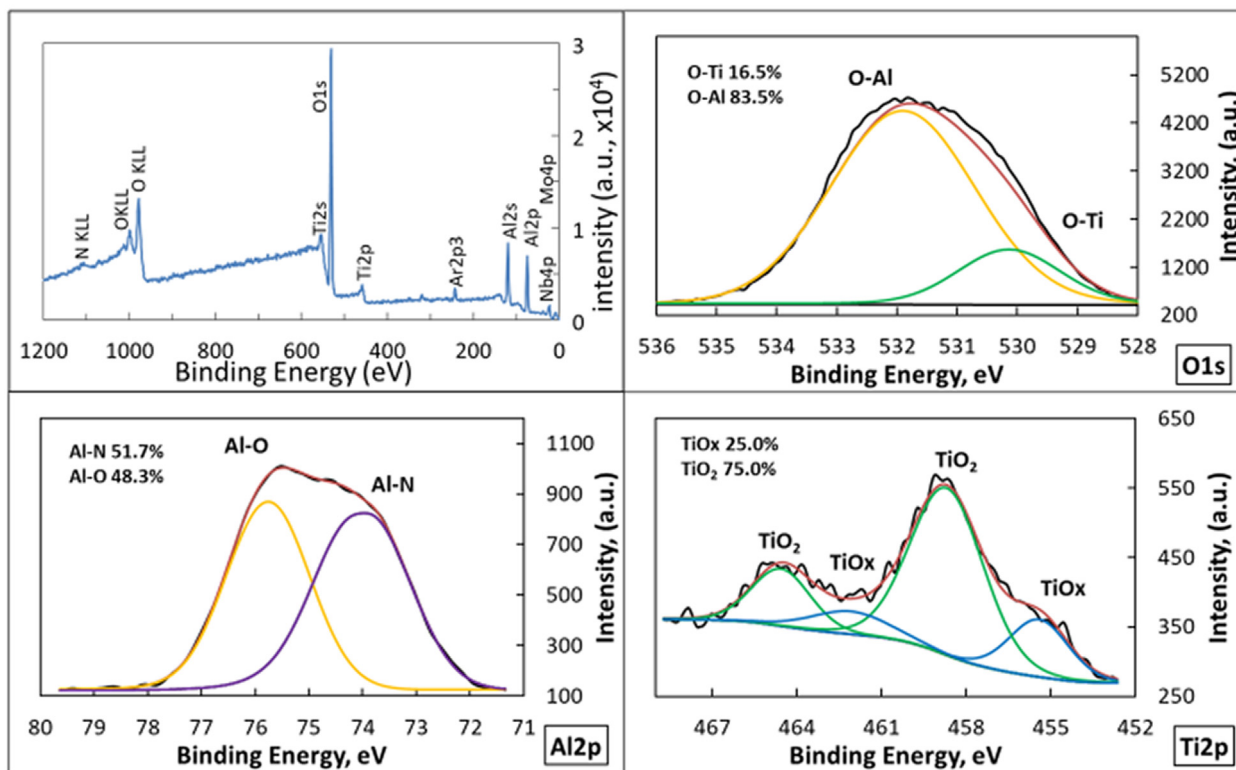 N KLL
OKLL
O KLL
Ti2s
O1s
Ti2p
Ar2p3
Al2s
Al2p
Nb4p
Mo4p
3
2
1
0
intensity (a.u., x10⁴)
1200 1000 800 600 400 200 0
Binding Energy (eV)
O-Ti 16.5%
O-Al 83.5%
O-Al
O-Ti
5200
4200
3200
2200
1200
200
Intensity, (a.u.)
536 535 534 533 532 531 530 529 528
Binding Energy, eV
O1s
Al-N 51.7%
Al-O 48.3%
Al-O
Al-N
1100
900
700
500
300
100
Intensity, (a.u.)
80 79 78 77 76 75 74 73 72 71
Binding Energy, eV
Al2p
TiOx 25.0%
TiO₂ 75.0%
TiO₂
TiO₂
TiOx
TiOx
650
550
450
350
250
Intensity, (a.u.)
467 464 461 458 455 452
Binding Energy, eV
Ti2p